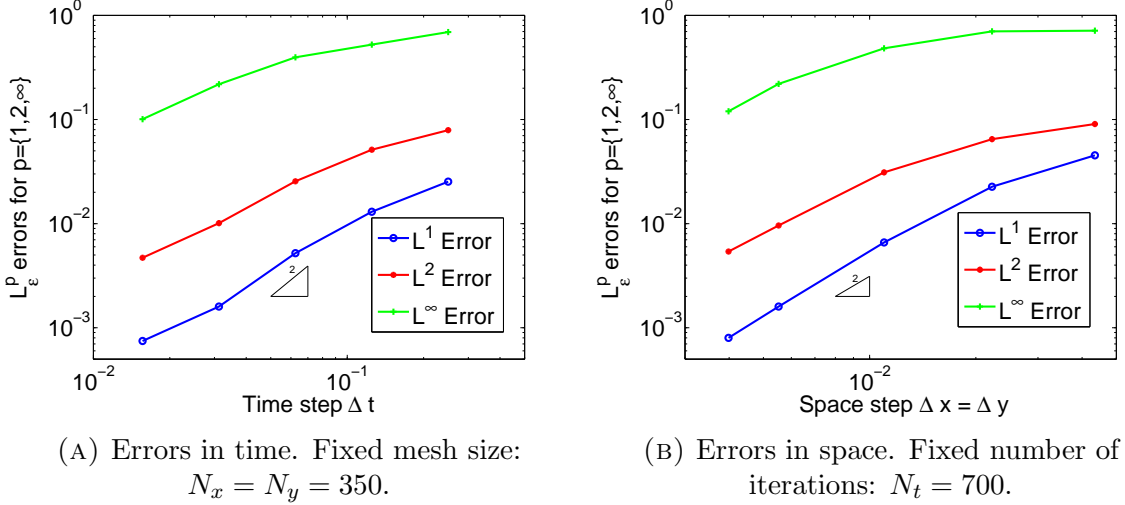 10^0
10^-1
10^-2
10^-3
10^-2
10^-1
L_ε^p errors for p={1,2,∞}
Time step Δ t
2
L^1 Error
L^2 Error
L^∞ Error
(A) Errors in time. Fixed mesh size:
N_x = N_y = 350.
10^0
10^-1
10^-2
10^-3
10^-2
L_ε^p errors for p={1,2,∞}
Space step Δ x = Δ y
2
L^1 Error
L^2 Error
L^∞ Error
(B) Errors in space. Fixed number of
iterations: N_t = 700.